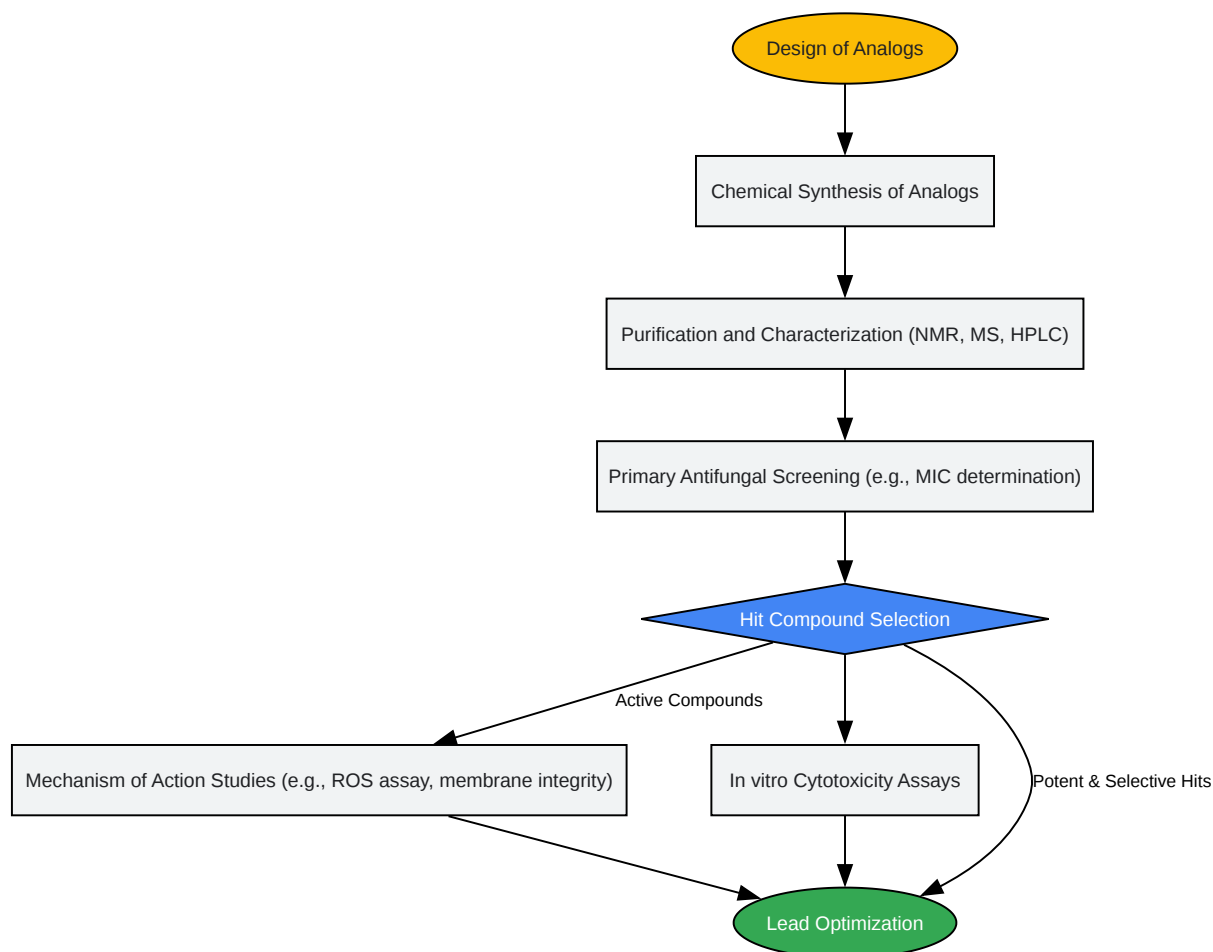 Design of Analogs
Chemical Synthesis of Analogs
Purification and Characterization (NMR, MS, HPLC)
Primary Antifungal Screening (e.g., MIC determination)
Hit Compound Selection
Active Compounds
Mechanism of Action Studies (e.g., ROS assay, membrane integrity)
In vitro Cytotoxicity Assays
Potent & Selective Hits
Lead Optimization